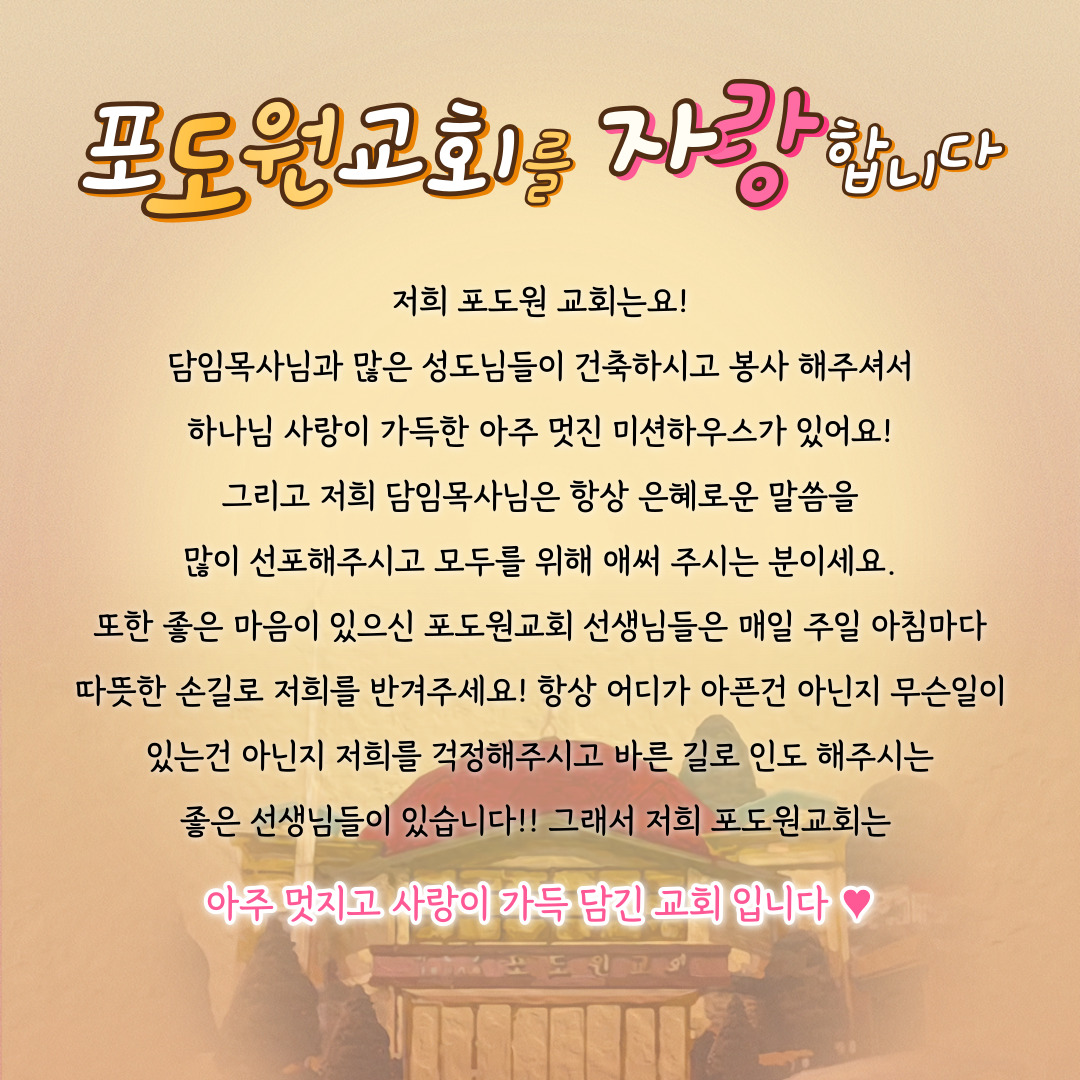 포도원교회를 자랑합니다
저희 포도원 교회는요!
담임목사님과 많은 성도님들이 건축하시고 봉사 해주셔서
하나님 사랑이 가득한 아주 멋진 미션하우스가 있어요!
그리고 저희 담임목사님은 항상 은혜로운 말씀을
많이 선포해주시고 모두를 위해 애써 주시는 분이세요.
또한 좋은 마음이 있으신 포도원교회 선생님들은 매일 주일 아침마다
따뜻한 손길로 저희를 반겨주세요! 항상 어디가 아픈건 아닌지 무슨일이
있는건 아닌지 저희를 걱정해주시고 바른 길로 인도 해주시는
좋은 선생님들이 있습니다!! 그래서 저희 포도원교회는
아주 멋지고 사랑이 가득 담긴 교회 입니다 ♥
포도원교회